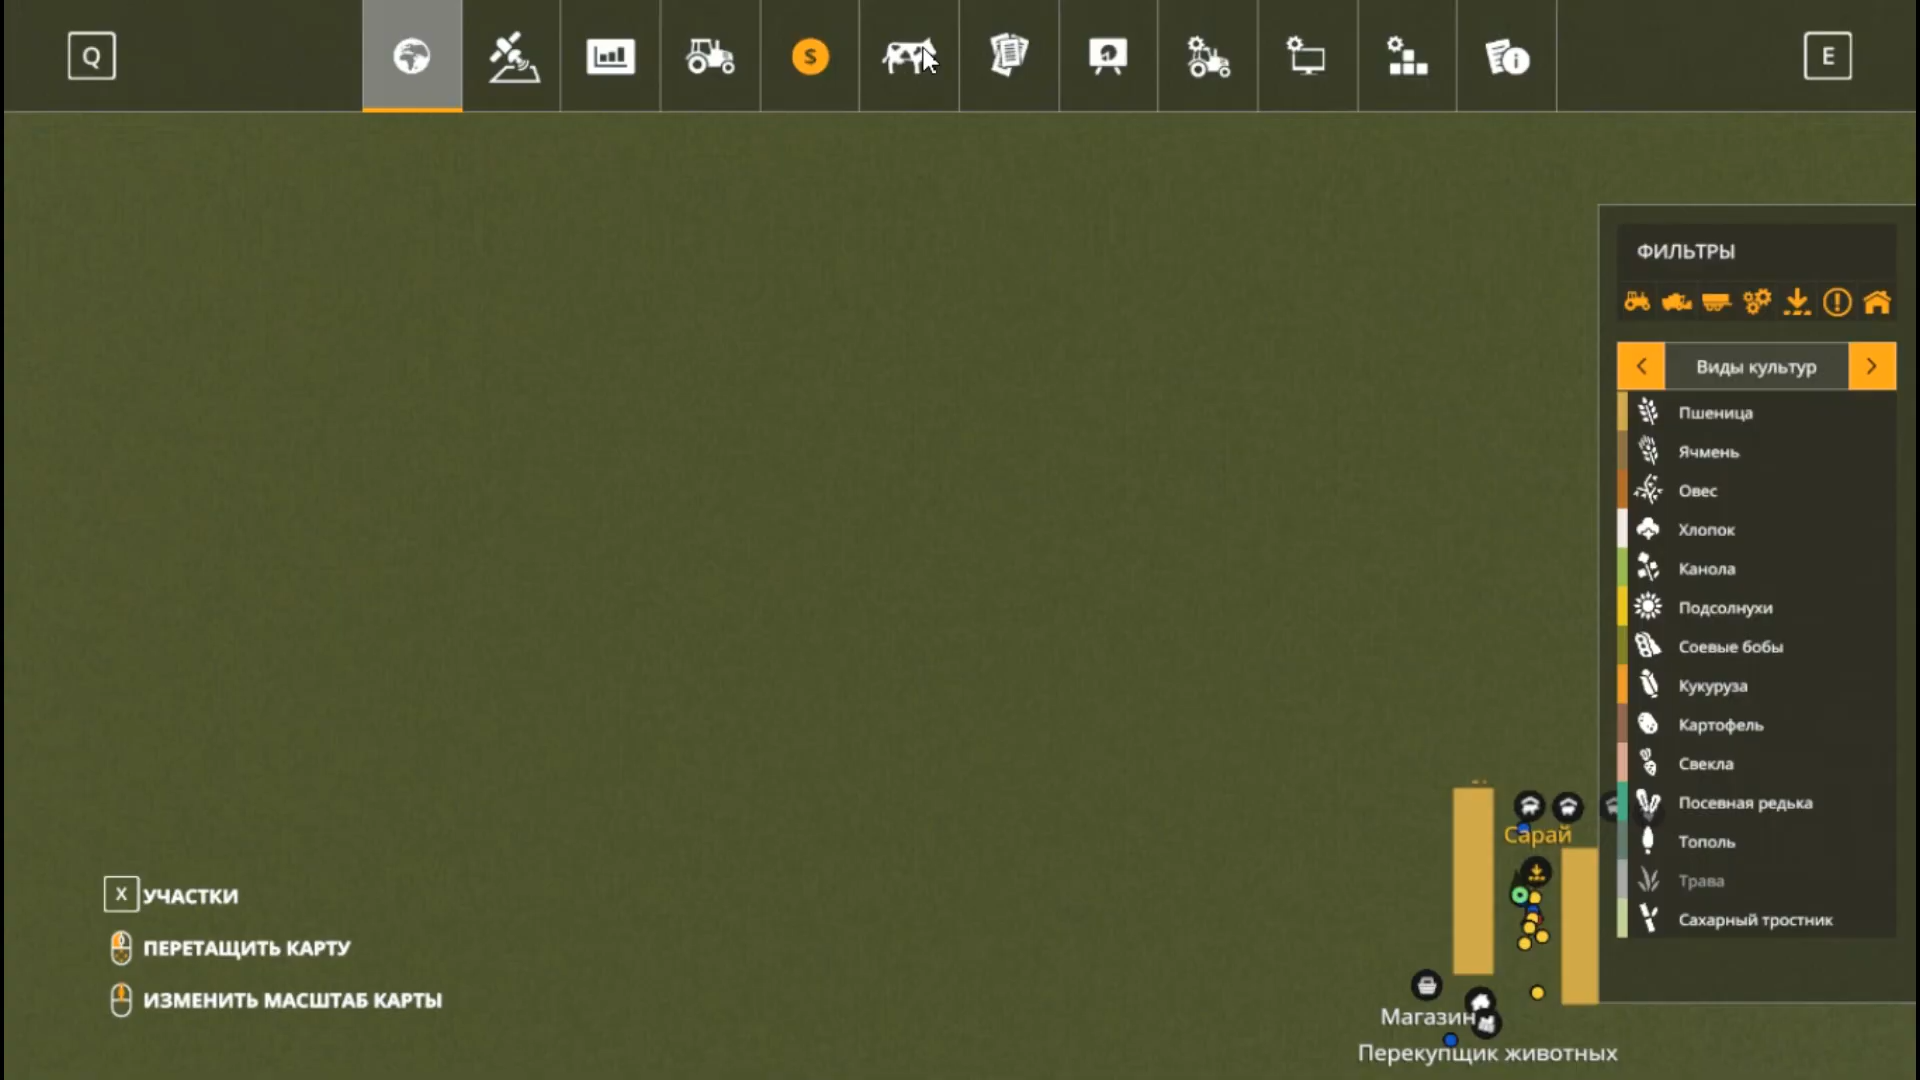 Q
$
E
ФИЛЬТРЫ
Виды культур
Пшеница
Ячмень
Овес
Хлопок
Канола
Подсолнухи
Соевые бобы
Кукуруза
Картофель
Свекла
Посевная редька
Тополь
Трава
Сахарный тростник
Сарай
Магазин
Перекупщик животных
X УЧАСТКИ
ПЕРЕТАЩИТЬ КАРТУ
ИЗМЕНИТЬ МАСШТАБ КАРТЫ